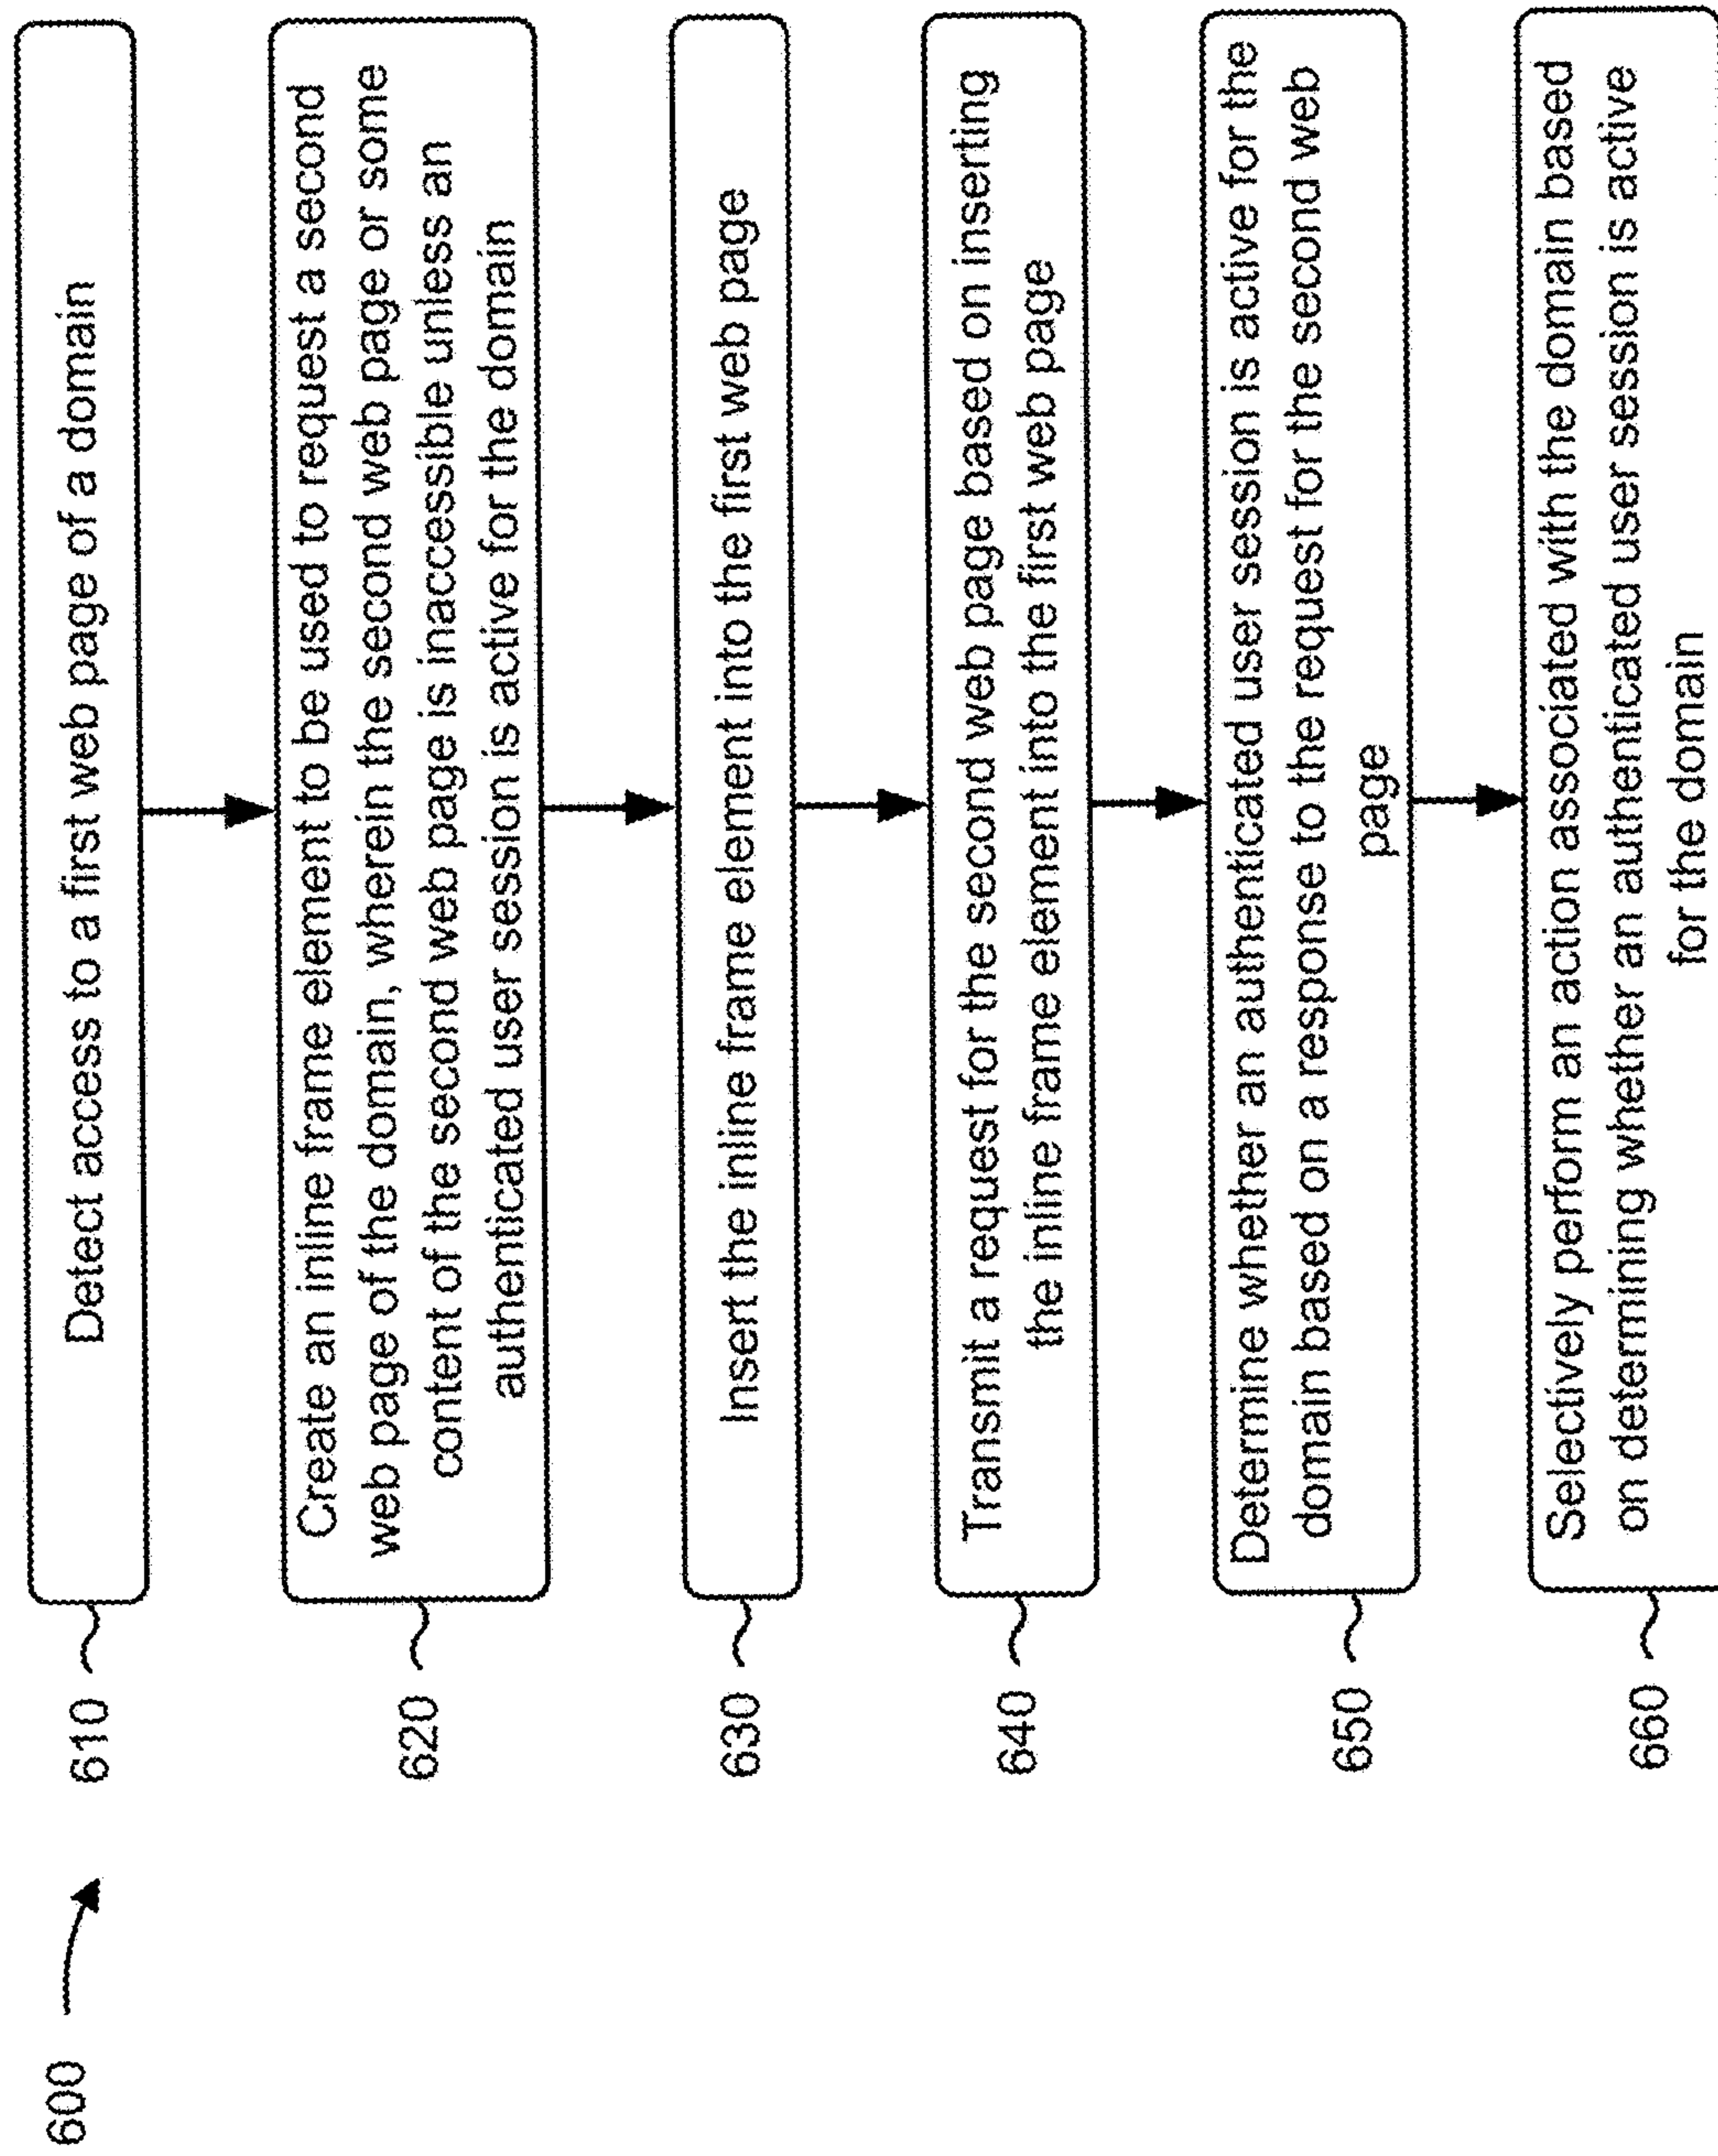 600
610
Detect access to a first web page of a domain
620
Create an inline frame element to be used to request a second
web page of the domain, wherein the second web page or some
content of the second web page is inaccessible unless an
authenticated user session is active for the domain
630
Insert the inline frame element into the first web page
640
Transmit a request for the second web page based on inserting
the inline frame element into the first web page
650
Determine whether an authenticated user session is active for the
domain based on a response to the request for the second web
page
660
Selectively perform an action associated with the domain based
on determining whether an authenticated user session is active
for the domain